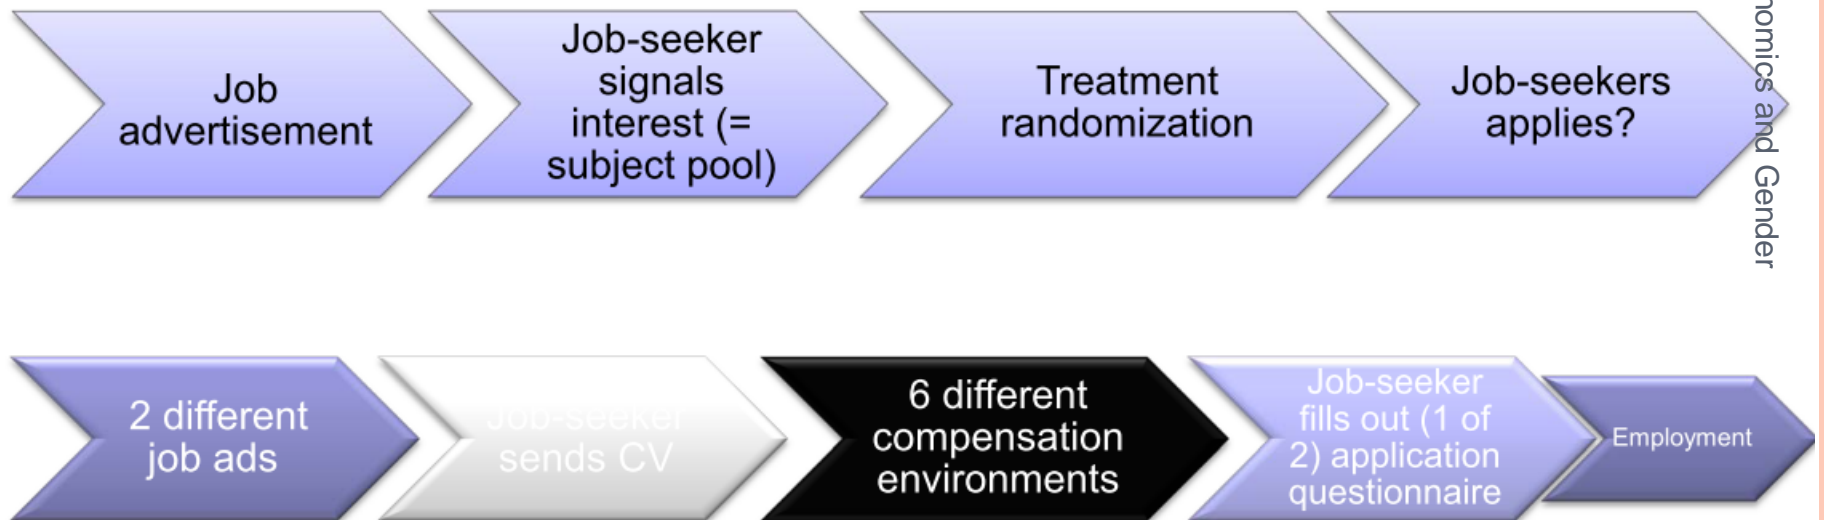 Job
advertisement
Job-seeker
signals
interest (=
subject pool)
Treatment
randomization
Job-seekers
applies?
nomics and Gender
2 different
job ads
Job-seeker
sends CV
6 different
compensation
environments
Job-seeker
fills out (1 of
2) application
questionnaire
Employment